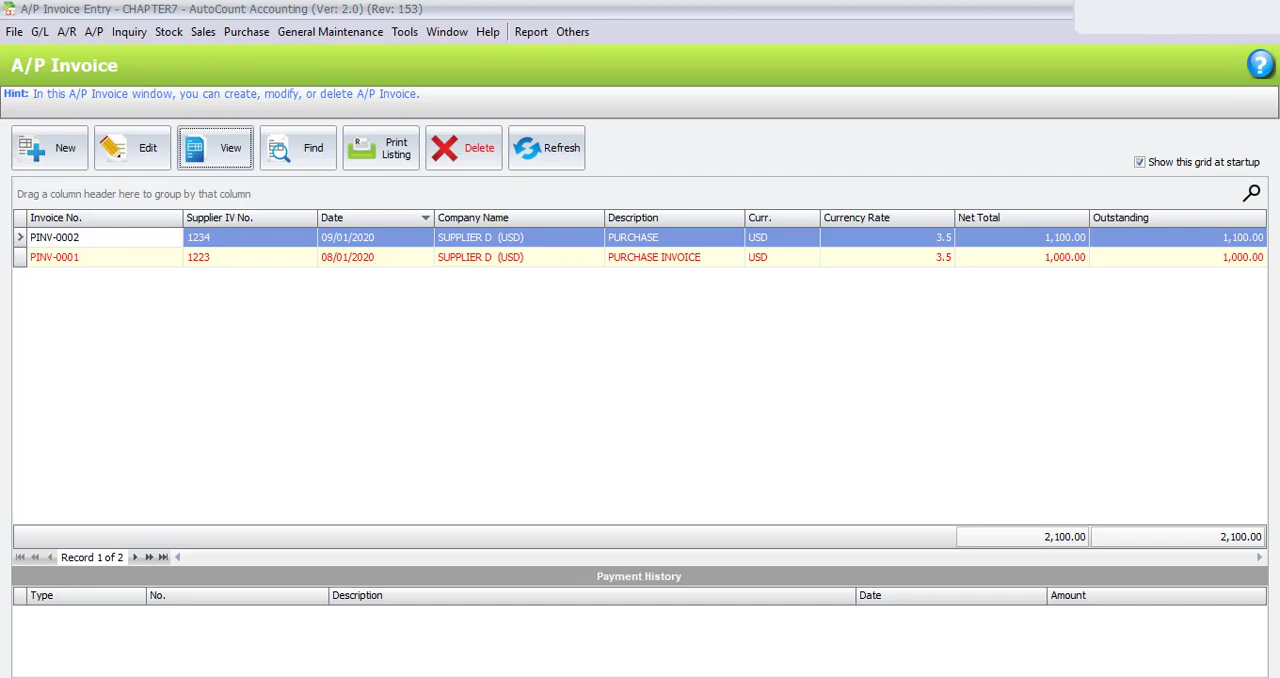 A/P Invoice Entry - CHAPTER7 - AutoCount Accounting (Ver: 2.0) (Rev: 153)
File G/L A/R A/P Inquiry Stock Sales Purchase General Maintenance Tools Window Help Report Others
A/P Invoice ?
Hint: In this A/P Invoice window, you can create, modify, or delete A/P Invoice.
New Edit View Find Print Listing Delete Refresh
Show this grid at startup
Drag a column header here to group by that column
Invoice No. Supplier IV No. Date Company Name Description Curr. Currency Rate Net Total Outstanding
PINV-0002 1234 09/01/2020 SUPPLIER D (USD) PURCHASE USD 3.5 1,100.00 1,100.00
PINV-0001 1223 08/01/2020 SUPPLIER D (USD) PURCHASE INVOICE USD 3.5 1,000.00 1,000.00
2,100.00 2,100.00
Record 1 of 2
Payment History
Type No. Description Date Amount